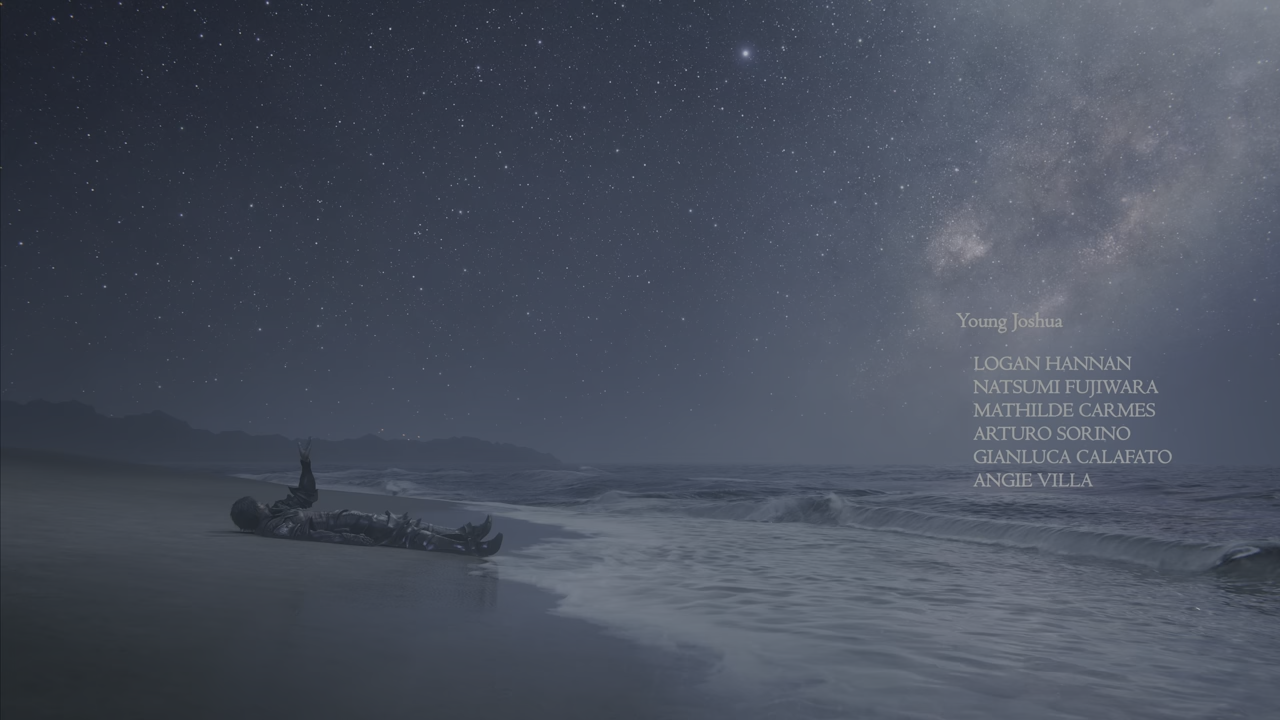 Young Joshua
LOGAN HANNAN
NATSUMI FUJIWARA
MATHILDE CARMES
ARTURO SORINO
GIANLUCA CALAFATO
ANGIE VILLA